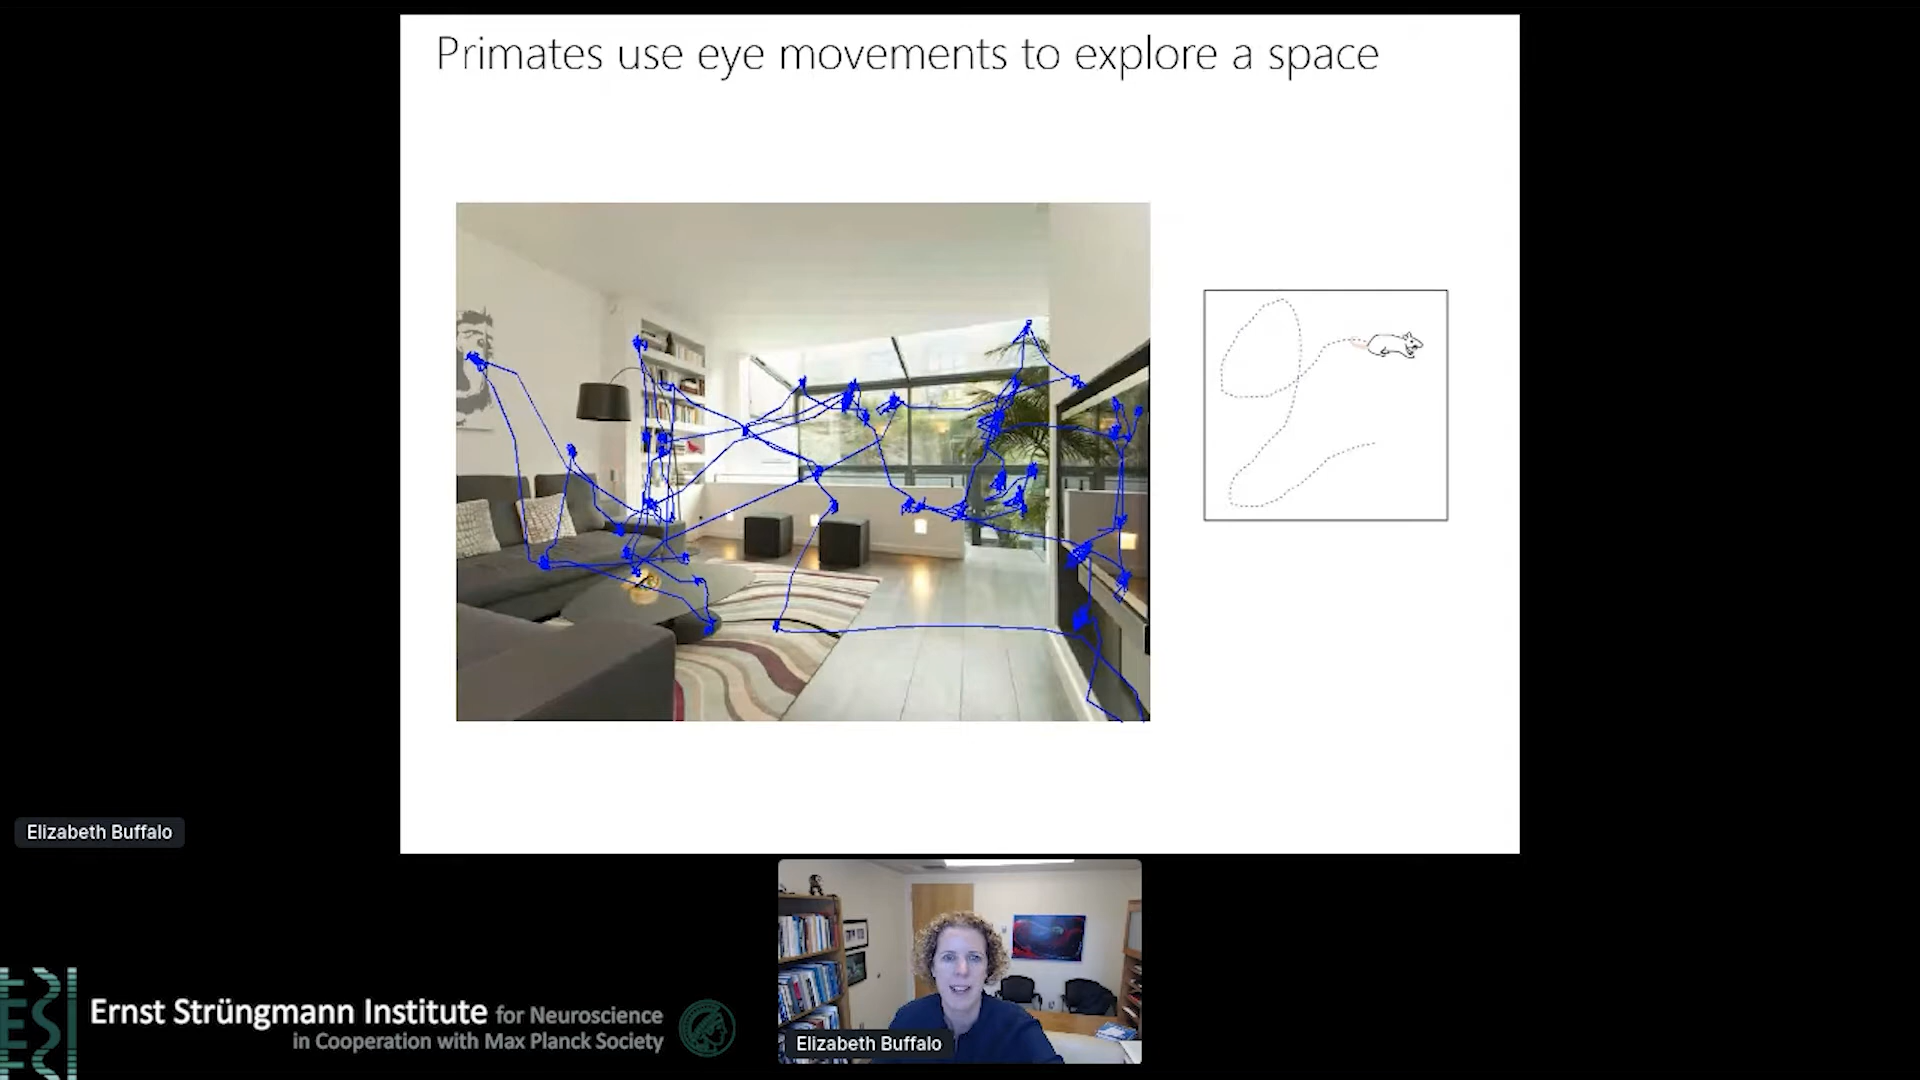 Primates use eye movements to explore a space
Elizabeth Buffalo
Elizabeth Buffalo
ESI
Ernst Strüngmann Institute for Neuroscience
in Cooperation with Max Planck Society